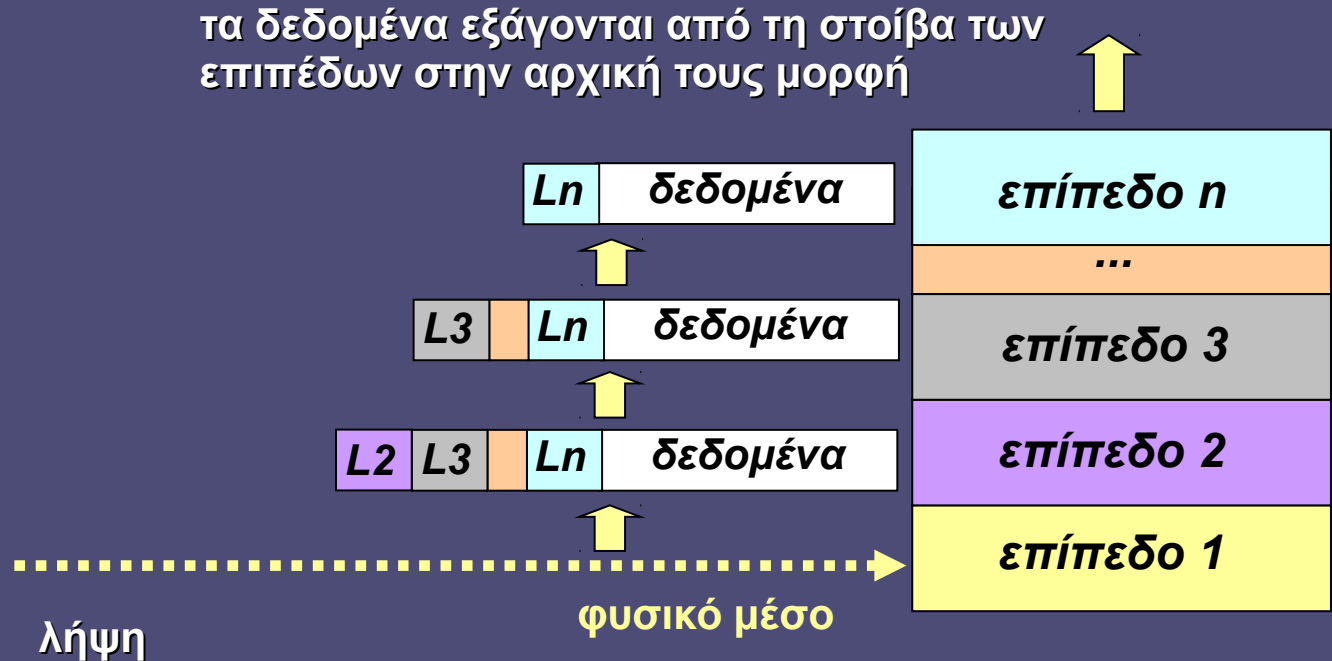 τα δεδομένα εξάγονται από τη στοίβα των
επιπέδων στην αρχική τους μορφή
Ln δεδομένα
επίπεδο n
...
L3 Ln δεδομένα
επίπεδο 3
L2 L3 Ln δεδομένα
επίπεδο 2
επίπεδο 1
φυσικό μέσο
λήψη